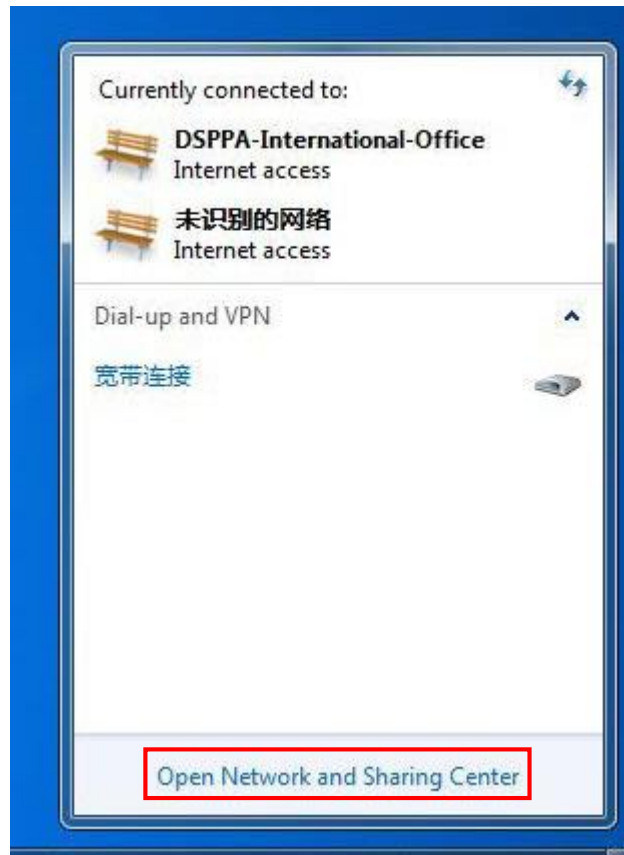 Currently connected to:
DSPPA-International-Office
Internet access
未识别的网络
Internet access
Dial-up and VPN
宽带连接
Open Network and Sharing Center